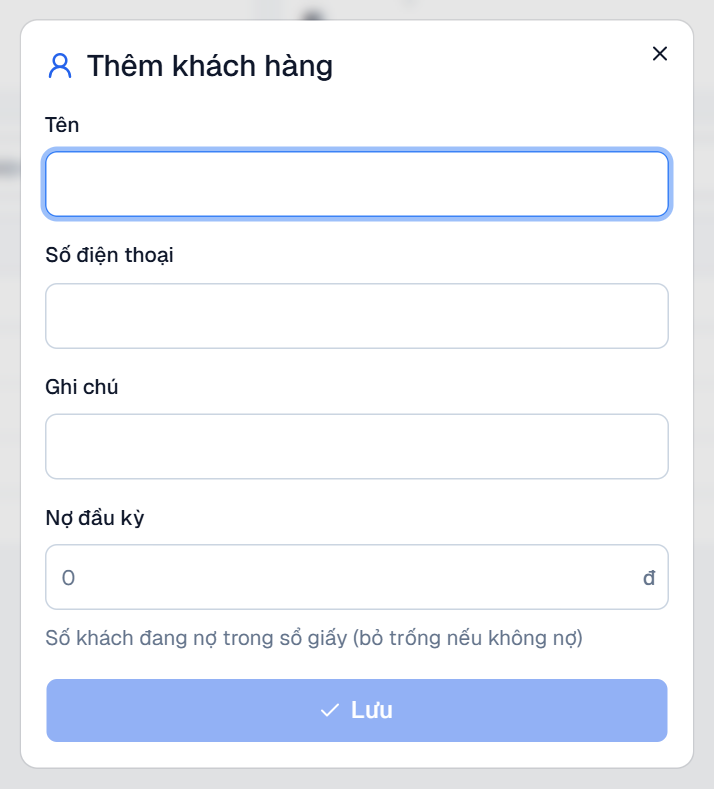 Thêm khách hàng
Tên
Số điện thoại
Ghi chú
Nợ đầu kỳ
0 đ
Số khách đang nợ trong sổ giấy (bỏ trống nếu không nợ)
Lưu